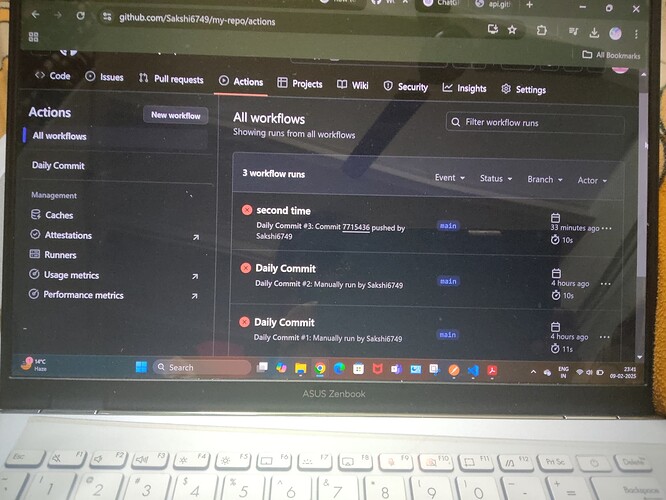 ChatGP
api.git
github.com/Sakshi6749/my-repo/actions
All Bookmarks
Code
Issues
Pull requests
Actions
Projects
Wiki
Security
Insights
Settings
Actions
New workflow
All workflows
Daily Commit
Management
Caches
Attestations
Runners
Usage metrics
Performance metrics
All workflows
Showing runs from all workflows
Filter workflow runs
3 workflow runs
Event
Status
Branch
Actor
second time
Daily Commit #3: Commit 7715436 pushed by
Sakshi6749
main
33 minutes ago
10s
Daily Commit
Daily Commit #2: Manually run by Sakshi6749
main
4 hours ago
10s
Daily Commit
Daily Commit #1: Manually run by Sakshi6749
main
4 hours ago
11s
14°C
Haze
Search
ENG
IN
23:45
09-02-2025
ASUS Zenbook
Esc
F1
F2
F3
F4
F5
F6
F7
F8
F9
F10
F11
F12
Prt Sc
Delete
@
2
#
3
$
4
%
5
^
6
&
7
*
8
(
9
)
0
Backspace